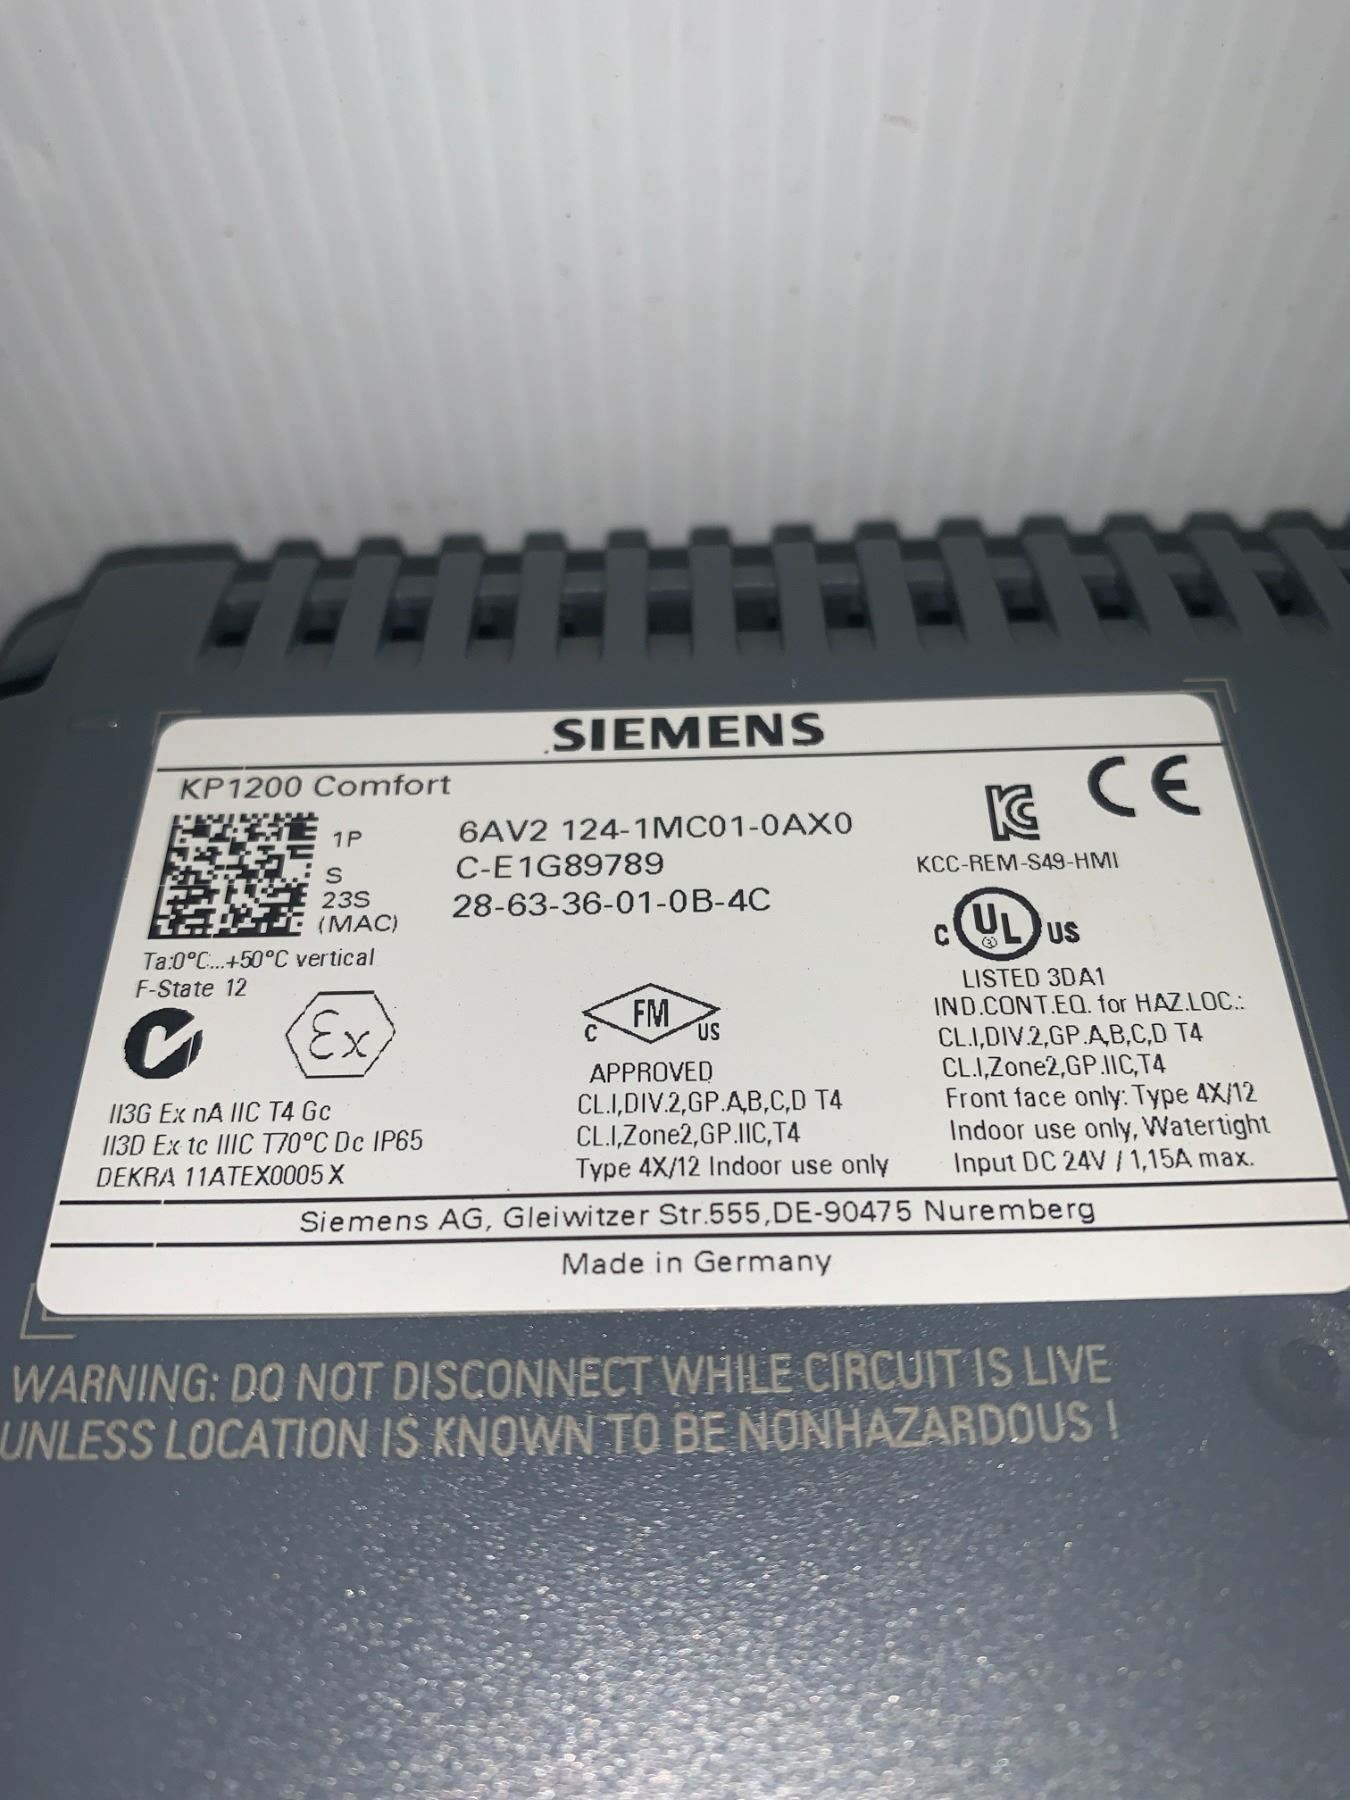 SIEMENS
KP1200 Comfort
CE
1P 6AV2 124-1MC01-0AX0
S C-E1G89789
23S 28-63-36-01-0B-4C
(MAC)
KC
KCC-REM-S49-HMI
Ta:0°C...+50°C vertical
F-State 12
Ex
II3G Ex nA IIC T4 Gc
II3D Ex tc IIIC T70°C Dc IP65
DEKRA 11ATEX0005 X
C FM US
APPROVED
CL.I,DIV.2,GP.A,B,C,D T4
CL.I,Zone2,GP.IIC,T4
Type 4X/12 Indoor use only
C UL US
LISTED 3DA1
IND.CONT.EQ. for HAZ.LOC.:
CL.I,DIV.2,GP.A,B,C,D T4
CL.I,Zone2,GP.IIC,T4
Front face only: Type 4X/12
Indoor use only, Watertight
Input DC 24V / 1,15A max.
Siemens AG, Gleiwitzer Str.555,DE-90475 Nuremberg
Made in Germany
WARNING: DO NOT DISCONNECT WHILE CIRCUIT IS LIVE
UNLESS LOCATION IS KNOWN TO BE NONHAZARDOUS !